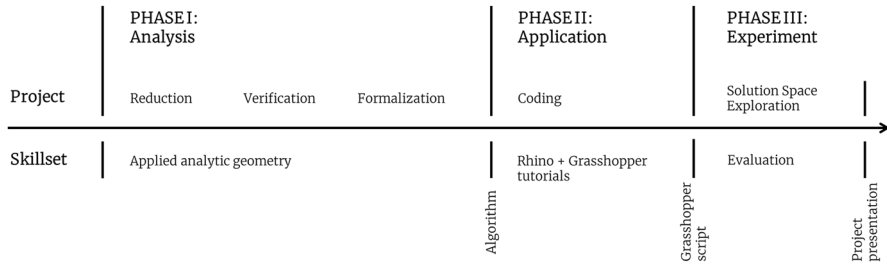 PHASE I:
Analysis
PHASE II:
Application
PHASE III:
Experiment
Project
Reduction
Verification
Formalization
Coding
Solution Space
Exploration
Skillset
Applied analytic geometry
Rhino + Grasshopper
tutorials
Evaluation
Algorithm
Grasshopper
script
Project
presentation